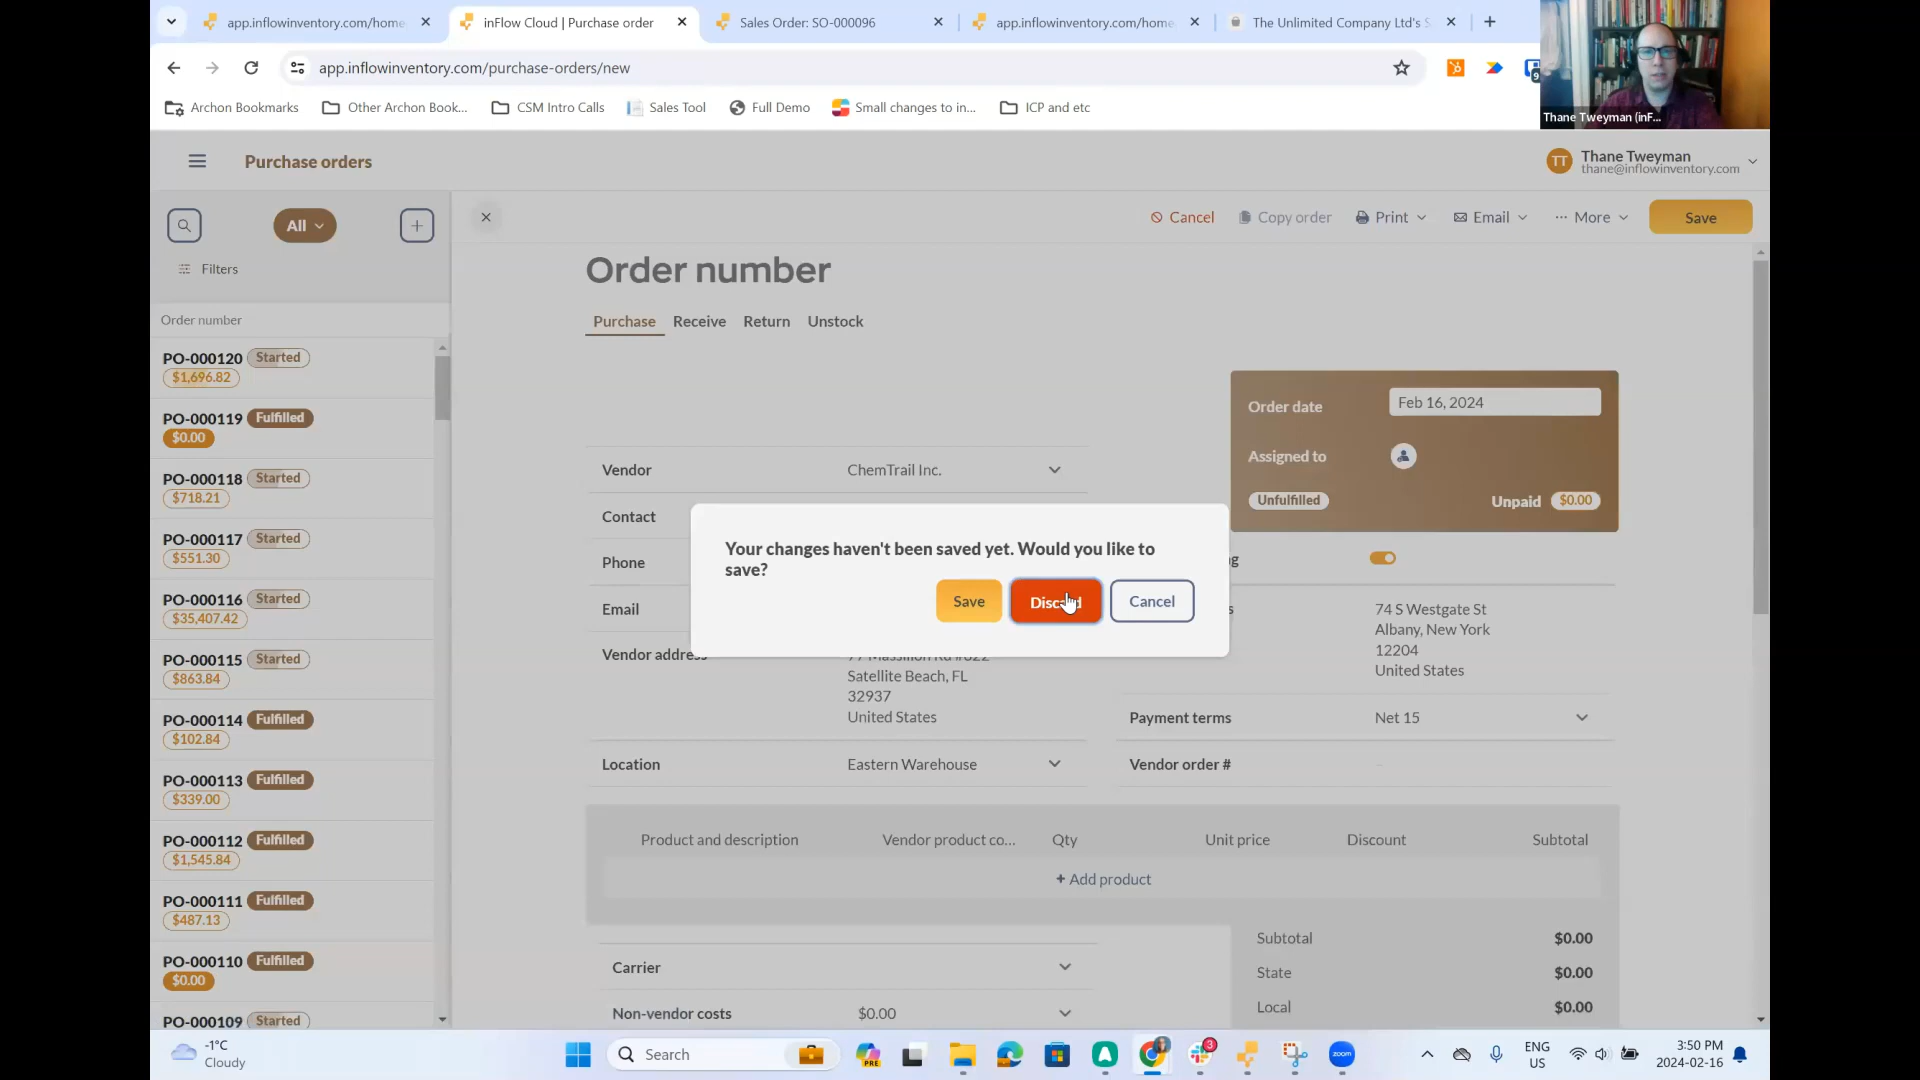 app.inflowinventory.com/home
inFlow Cloud | Purchase order
Sales Order: SO-000096
app.inflowinventory.com/home
The Unlimited Company Ltd's S
app.inflowinventory.com/purchase-orders/new
9
Archon Bookmarks
Other Archon Book...
CSM Intro Calls
Sales Tool
Full Demo
Small changes to in...
ICP and etc
Thane Tweyman (inF...
Purchase orders
TT
Thane Tweyman
thane@inflowinventory.com
All
Filters
Cancel
Copy order
Print
Email
More
Save
Order number
PO-000120 Started
$1,696.82
PO-000119 Fulfilled
$0.00
PO-000118 Started
$718.21
PO-000117 Started
$551.30
PO-000116 Started
$35,407.42
PO-000115 Started
$863.84
PO-000114 Fulfilled
$102.84
PO-000113 Fulfilled
$339.00
PO-000112 Fulfilled
$1,545.84
PO-000111 Fulfilled
$487.13
PO-000110 Fulfilled
$0.00
PO-000109 Started
Order number
Purchase
Receive
Return
Unstock
Order date
Feb 16, 2024
Assigned to
Unfulfilled
Unpaid $0.00
Vendor
ChemTrail Inc.
Contact
Phone
Email
Vendor address
Satellite Beach, FL
32937
United States
Location
Eastern Warehouse
Your changes haven't been saved yet. Would you like to
save?
Save
Discard
Cancel
74 S Westgate St
Albany, New York
12204
United States
Payment terms
Net 15
Vendor order #
Product and description
Vendor product co...
Qty
Unit price
Discount
Subtotal
+ Add product
Carrier
Non-vendor costs
$0.00
Subtotal
$0.00
State
$0.00
Local
$0.00
-1°C
Cloudy
Search
PRE
3
zoom
ENG
US
3:50 PM
2024-02-16